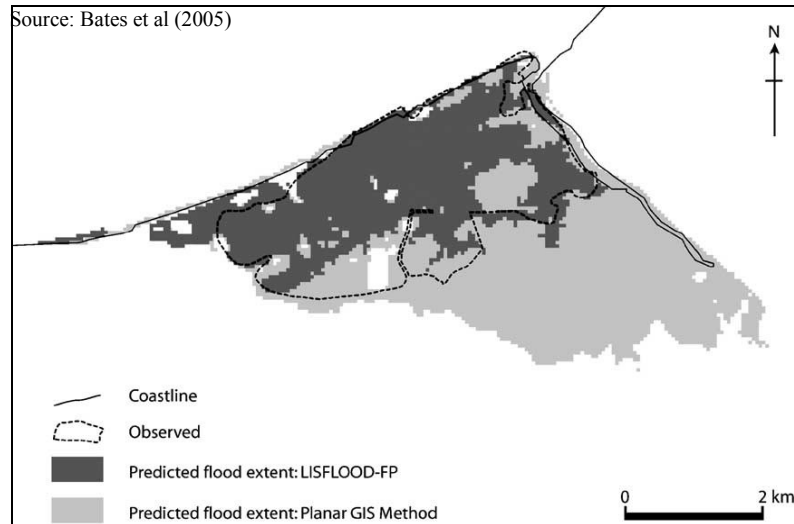 Source: Bates et al (2005)
N
Coastline
Observed
Predicted flood extent: LISFLOOD-FP
Predicted flood extent: Planar GIS Method
0 2 km